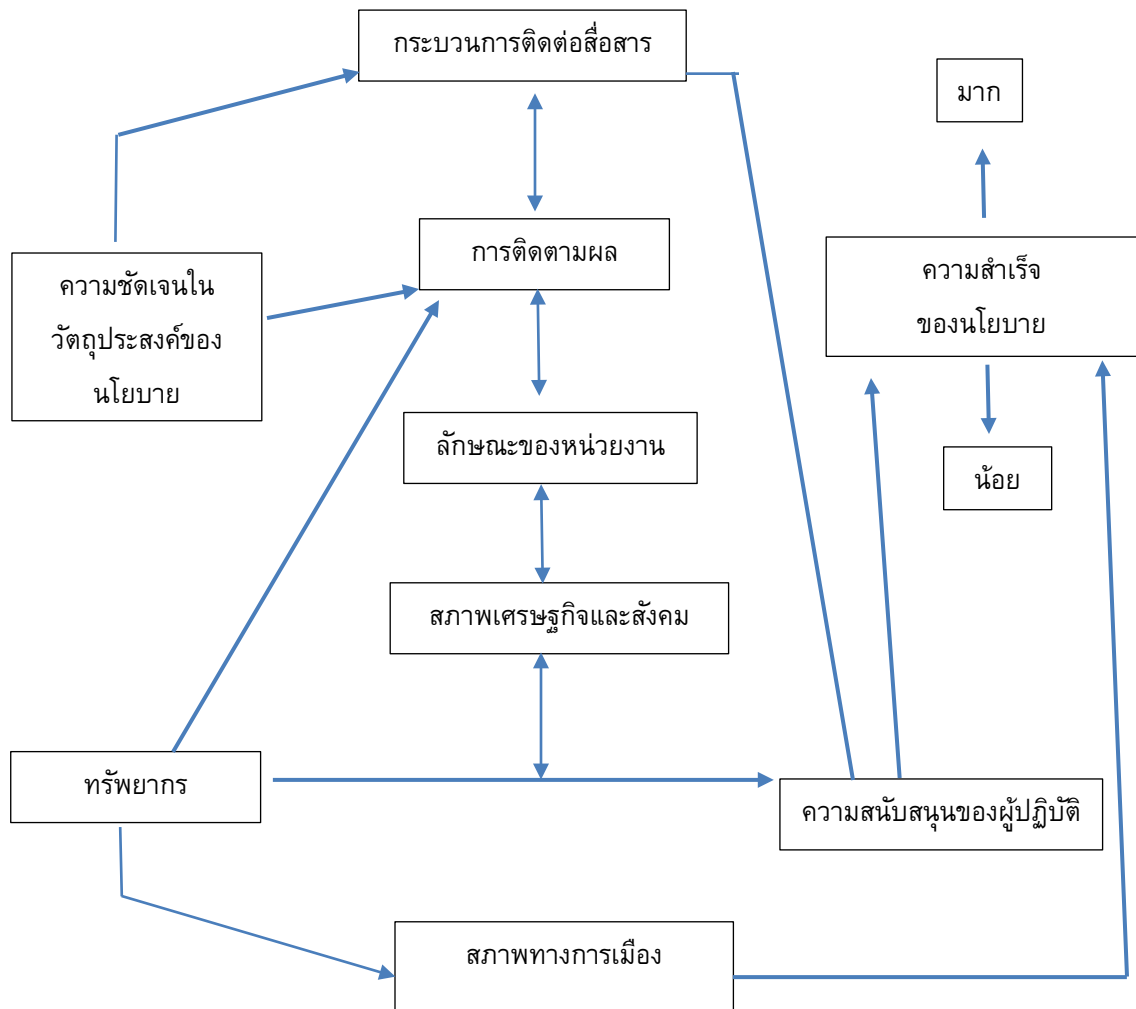 กระบวนการติดต่อสื่อสาร
มาก
การติดตามผล
ความสำเร็จ
ของนโยบาย
ความชัดเจนใน
วัตถุประสงค์ของ
นโยบาย
ลักษณะของหน่วยงาน
น้อย
สภาพเศรษฐกิจและสังคม
ทรัพยากร
ความสนับสนุนของผู้ปฏิบัติ
สภาพทางการเมือง